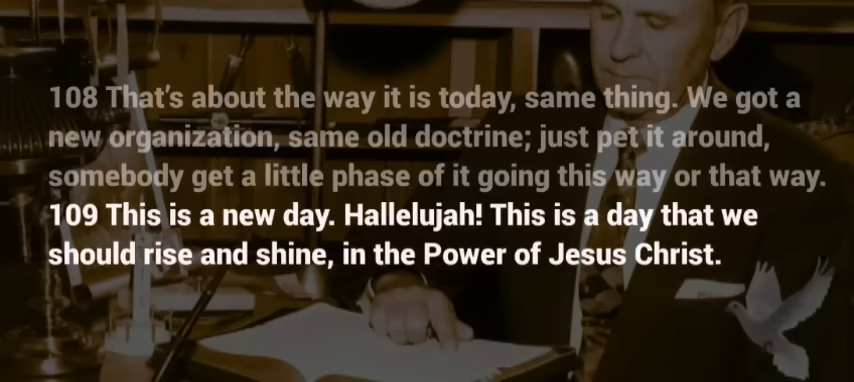 108 That's about the way it is today, same thing. We got a
new organization, same old doctrine; just pet it around,
somebody get a little phase of it going this way or that way.
109 This is a new day. Hallelujah! This is a day that we
should rise and shine, in the Power of Jesus Christ.